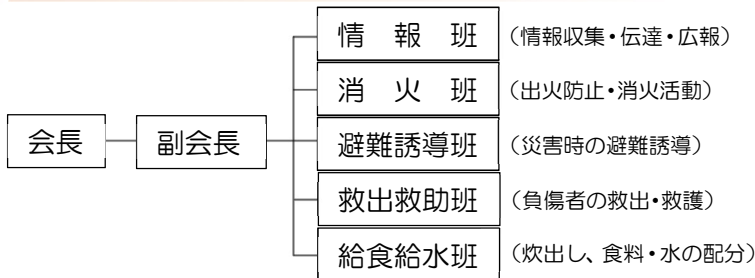 情報班 (情報収集・伝達・広報)
消火班 (出火防止・消火活動)
会長 副会長 避難誘導班 (災害時の避難誘導)
救出救助班 (負傷者の救出・救護)
給食給水班 (炊出し、食料・水の配分)